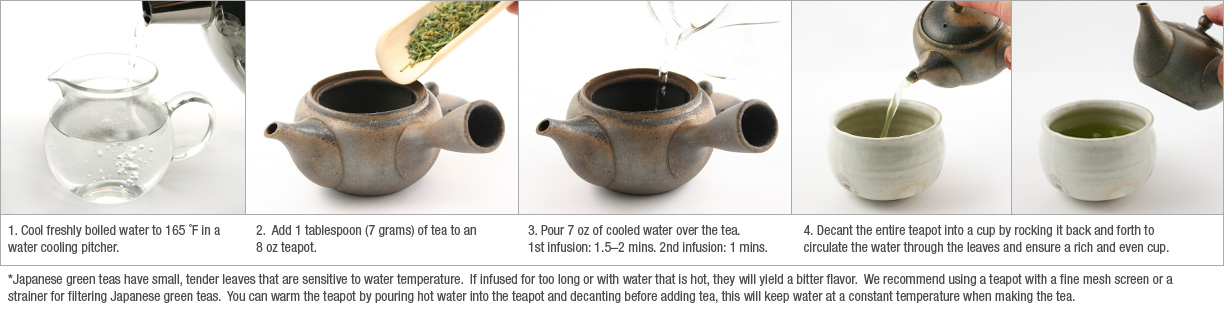 1. Cool freshly boiled water to 165 ˚F in a
water cooling pitcher.
2.  Add 1 tablespoon (7 grams) of tea to an
8 oz teapot.
3. Pour 7 oz of cooled water over the tea.
1st infusion: 1.5–2 mins. 2nd infusion: 1 mins.
4. Decant the entire teapot into a cup by rocking it back and forth to
circulate the water through the leaves and ensure a rich and even cup.
*Japanese green teas have small, tender leaves that are sensitive to water temperature.  If infused for too long or with water that is hot, they will yield a bitter flavor.  We recommend using a teapot with a fine mesh screen or a
strainer for filtering Japanese green teas.  You can warm the teapot by pouring hot water into the teapot and decanting before adding tea, this will keep water at a constant temperature when making the tea.